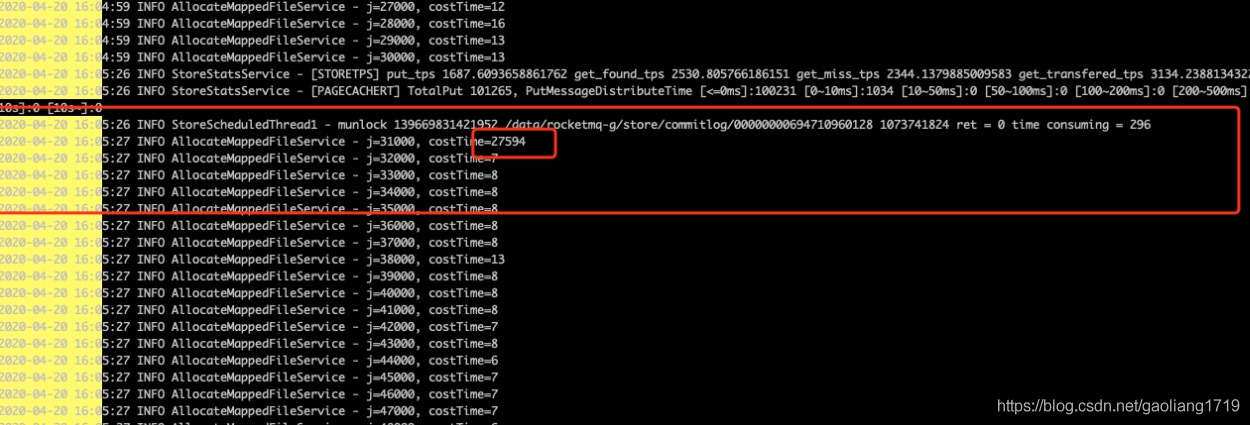 2020-04-20 16:04:59 INFO AllocateMappedFileService - j=27000, costTime=12
2020-04-20 16:04:59 INFO AllocateMappedFileService - j=28000, costTime=16
2020-04-20 16:04:59 INFO AllocateMappedFileService - j=29000, costTime=13
2020-04-20 16:04:59 INFO AllocateMappedFileService - j=30000, costTime=13
2020-04-20 16:05:26 INFO StoreStatsService - [STORETPS] put_tps 1687.6093658861762 get_found_tps 2530.805766186151 get_miss_tps 2344.1379885009583 get_transfered_tps 3134.2388134322
2020-04-20 16:05:26 INFO StoreStatsService - [PAGECACHERT] TotalPut 101265, PutMessageDistributeTime [<=0ms]:100231 [0~10ms]:1034 [10~50ms]:0 [50~100ms]:0 [100~200ms]:0 [200~500ms]
10s]:0 [10s~]:0
2020-04-20 16:05:26 INFO StoreScheduledThread1 - munlock 139669831421952 /data/rocketmq-g/store/commitlog/00000000694710960128 1073741824 ret = 0 time consuming = 296
2020-04-20 16:05:27 INFO AllocateMappedFileService - j=31000, costTime=27594
2020-04-20 16:05:27 INFO AllocateMappedFileService - j=32000, costTime=7
2020-04-20 16:05:27 INFO AllocateMappedFileService - j=33000, costTime=8
2020-04-20 16:05:27 INFO AllocateMappedFileService - j=34000, costTime=8
2020-04-20 16:05:27 INFO AllocateMappedFileService - j=35000, costTime=8
2020-04-20 16:05:27 INFO AllocateMappedFileService - j=36000, costTime=8
2020-04-20 16:05:27 INFO AllocateMappedFileService - j=37000, costTime=8
2020-04-20 16:05:27 INFO AllocateMappedFileService - j=38000, costTime=13
2020-04-20 16:05:27 INFO AllocateMappedFileService - j=39000, costTime=8
2020-04-20 16:05:27 INFO AllocateMappedFileService - j=40000, costTime=8
2020-04-20 16:05:27 INFO AllocateMappedFileService - j=41000, costTime=8
2020-04-20 16:05:27 INFO AllocateMappedFileService - j=42000, costTime=7
2020-04-20 16:05:27 INFO AllocateMappedFileService - j=43000, costTime=8
2020-04-20 16:05:27 INFO AllocateMappedFileService - j=44000, costTime=6
2020-04-20 16:05:27 INFO AllocateMappedFileService - j=45000, costTime=7
2020-04-20 16:05:27 INFO AllocateMappedFileService - j=46000, costTime=7
2020-04-20 16:05:27 INFO AllocateMappedFileService - j=47000, costTime=7
https://blog.csdn.net/gaoliang1719